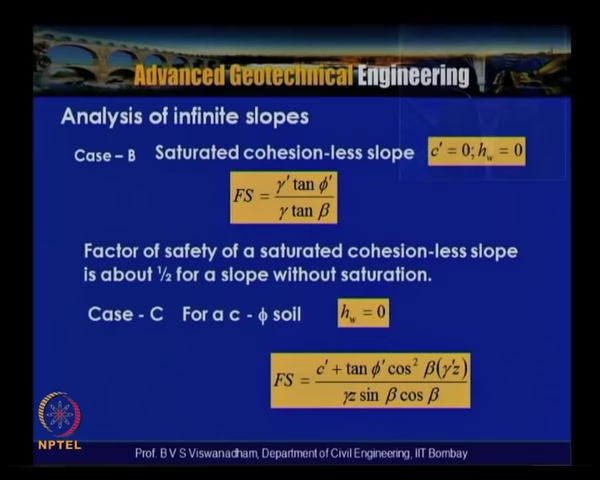 Advanced Geotechnical Engineering
Analysis of infinite slopes
Case – B Saturated cohesion-less slope c' = 0; h_w = 0
FS = γ' tan φ' / γ tan β
Factor of safety of a saturated cohesion-less slope
is about ½ for a slope without saturation.
Case - C For a c - ϕ soil h_w = 0
FS = c' + tan φ' cos² β(γ'z) / γz sin β cos β
NPTEL
Prof. B V S Viswanadham, Department of Civil Engineering, IIT Bombay